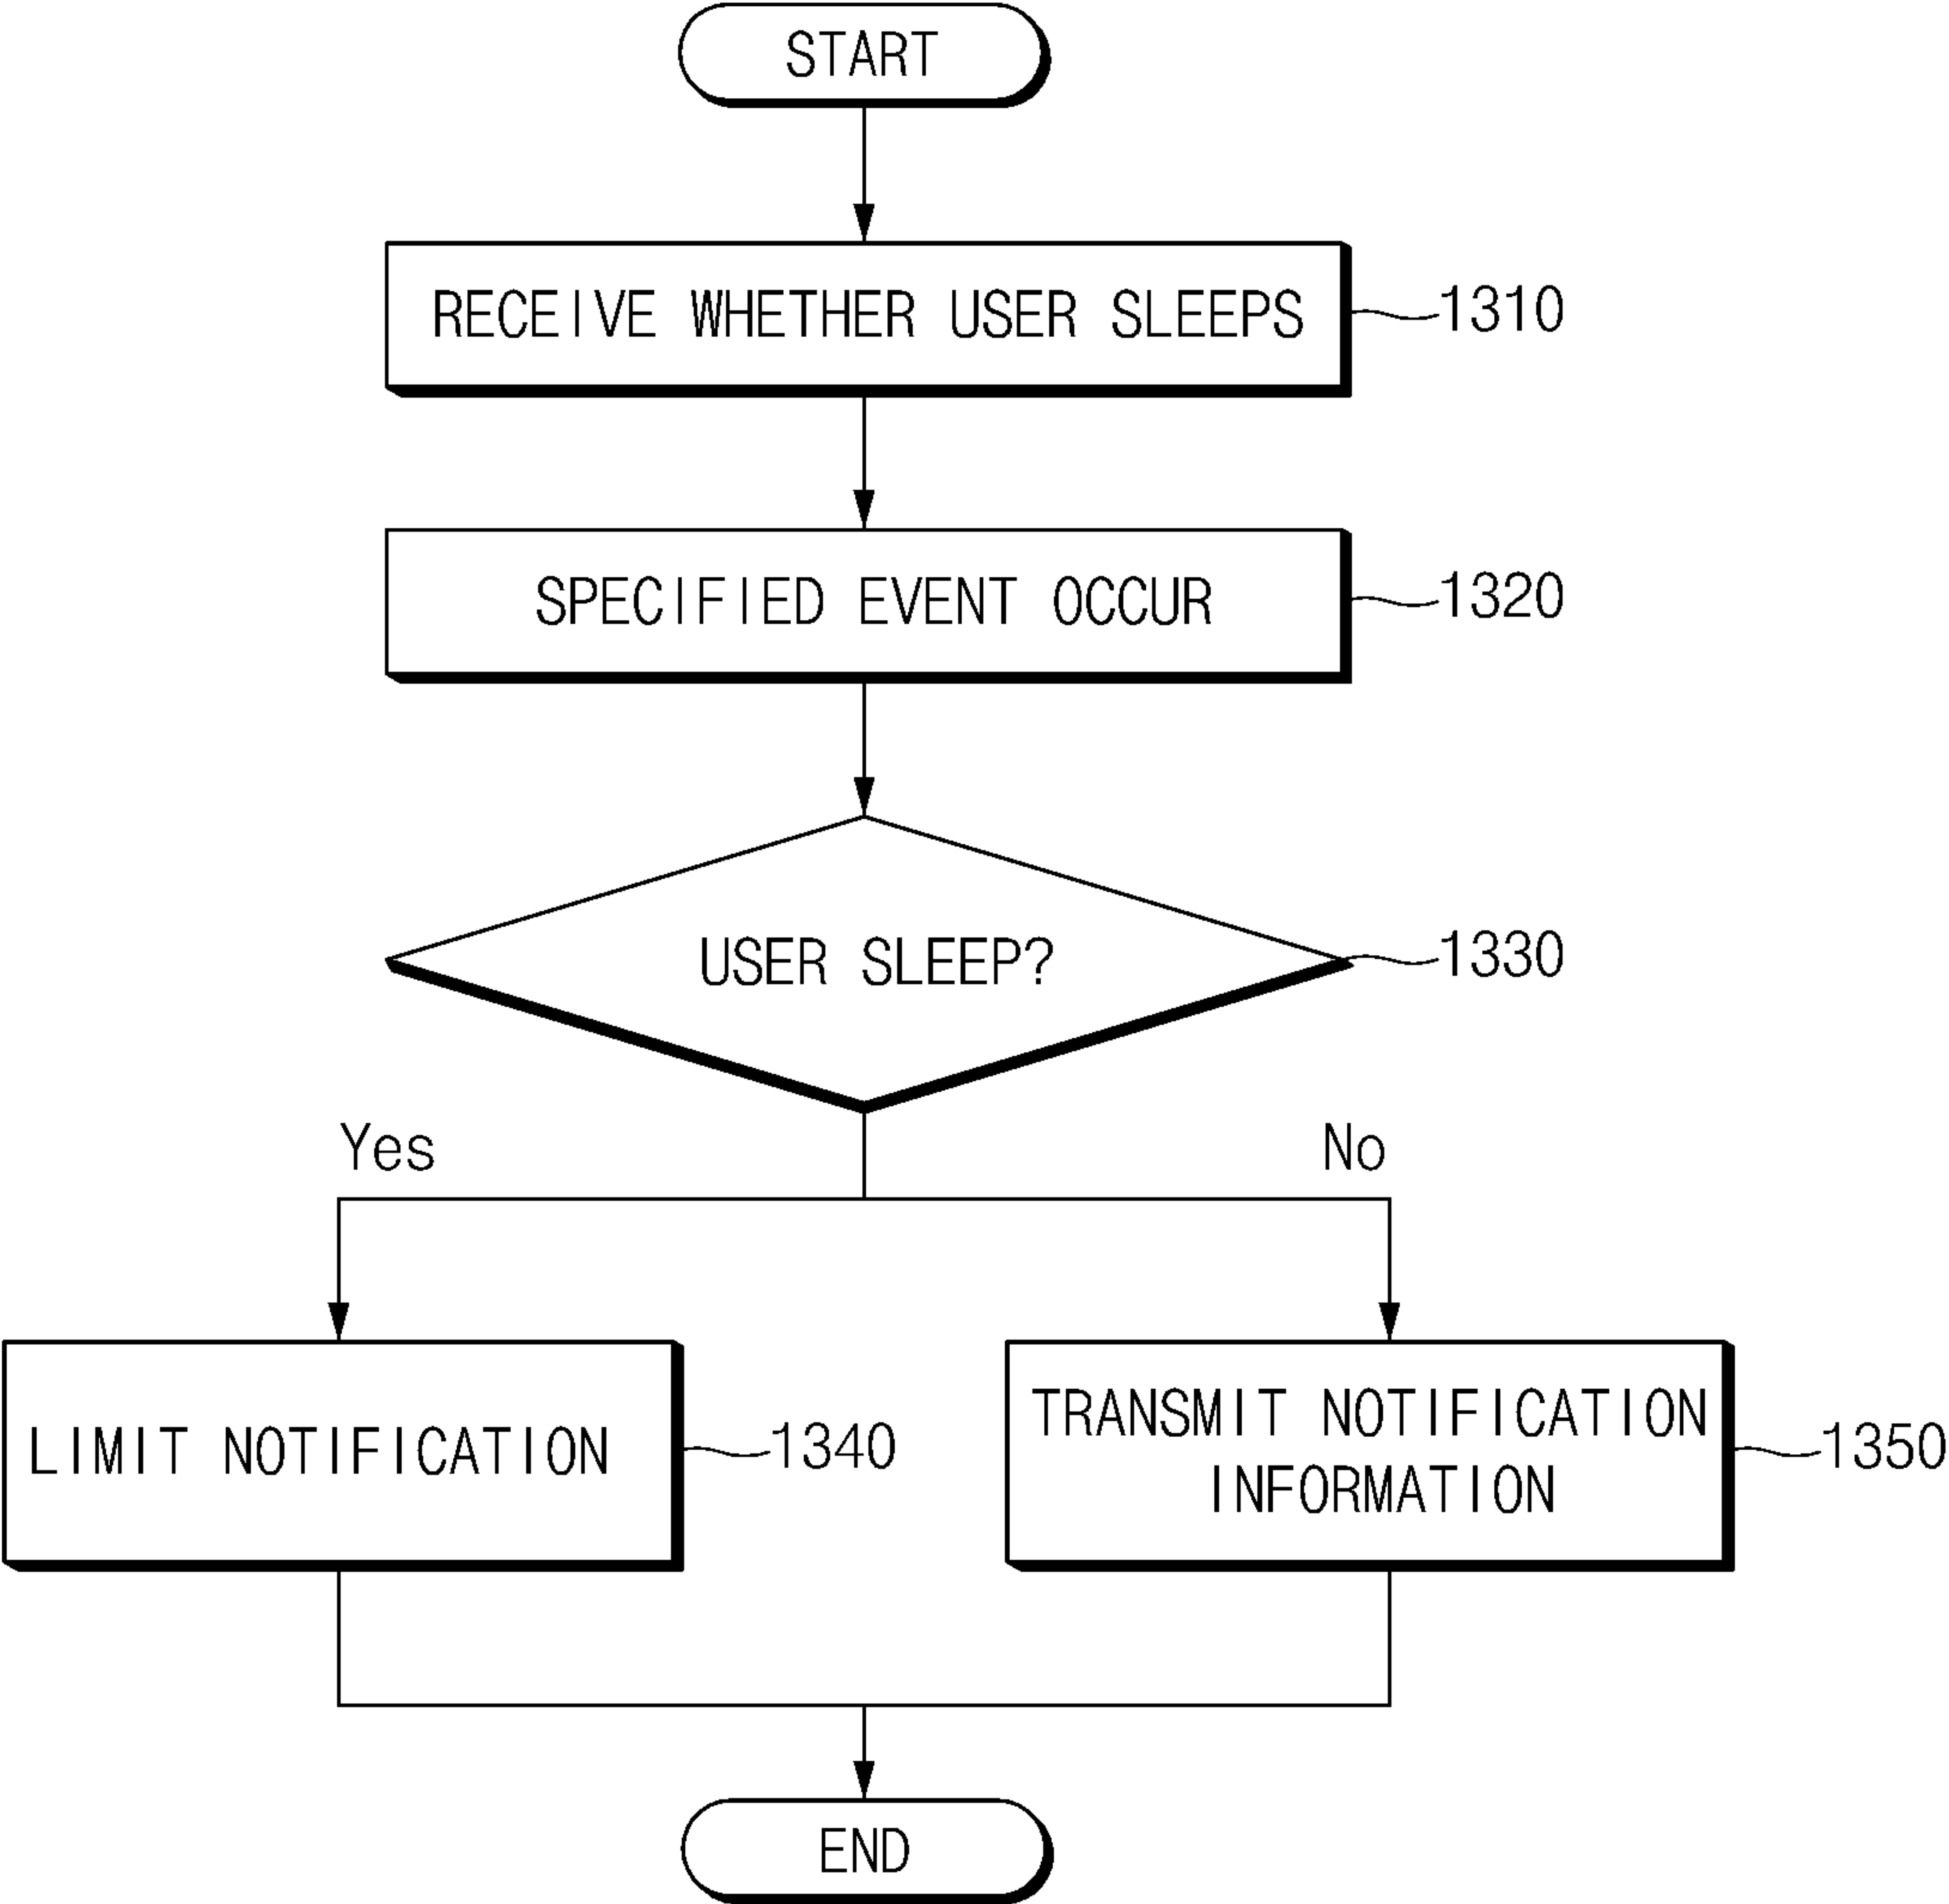 START
RECEIVE WHETHER USER SLEEPS
1310
SPECIFIED EVENT OCCUR
1320
USER SLEEP?
1330
Yes
No
LIMIT NOTIFICATION
1340
TRANSMIT NOTIFICATION
INFORMATION
1350
END